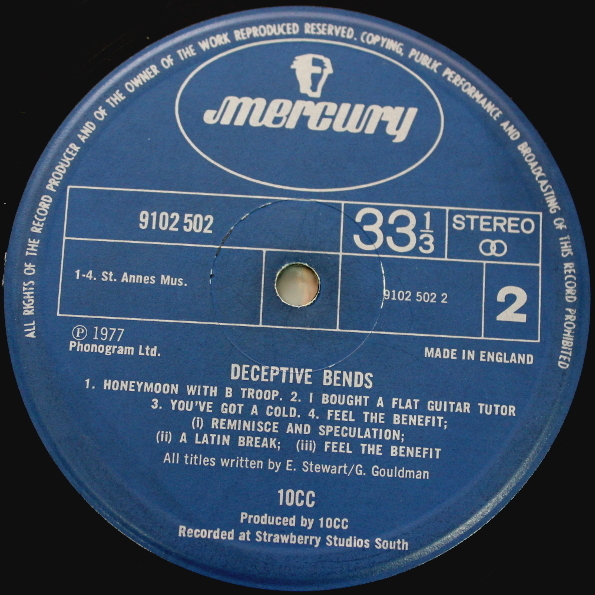 ALL RIGHTS OF THE RECORD PRODUCER AND OF THE OWNER OF THE WORK REPRODUCED RESERVED. COPYING, PUBLIC PERFORMANCE AND BROADCASTING OF THIS RECORD PROHIBITED
mercury
9102 502
33 1/3
STEREO
1-4. St. Annes Mus.
9102 502 2
2
Ⓟ 1977
Phonogram Ltd.
MADE IN ENGLAND
DECEPTIVE BENDS
1. HONEYMOON WITH B TROOP. 2. I BOUGHT A FLAT GUITAR TUTOR
3. YOU'VE GOT A COLD. 4. FEEL THE BENEFIT;
(i) REMINISCE AND SPECULATION;
(ii) A LATIN BREAK; (iii) FEEL THE BENEFIT
All titles written by E. Stewart/G. Gouldman
10CC
Produced by 10CC
Recorded at Strawberry Studios South